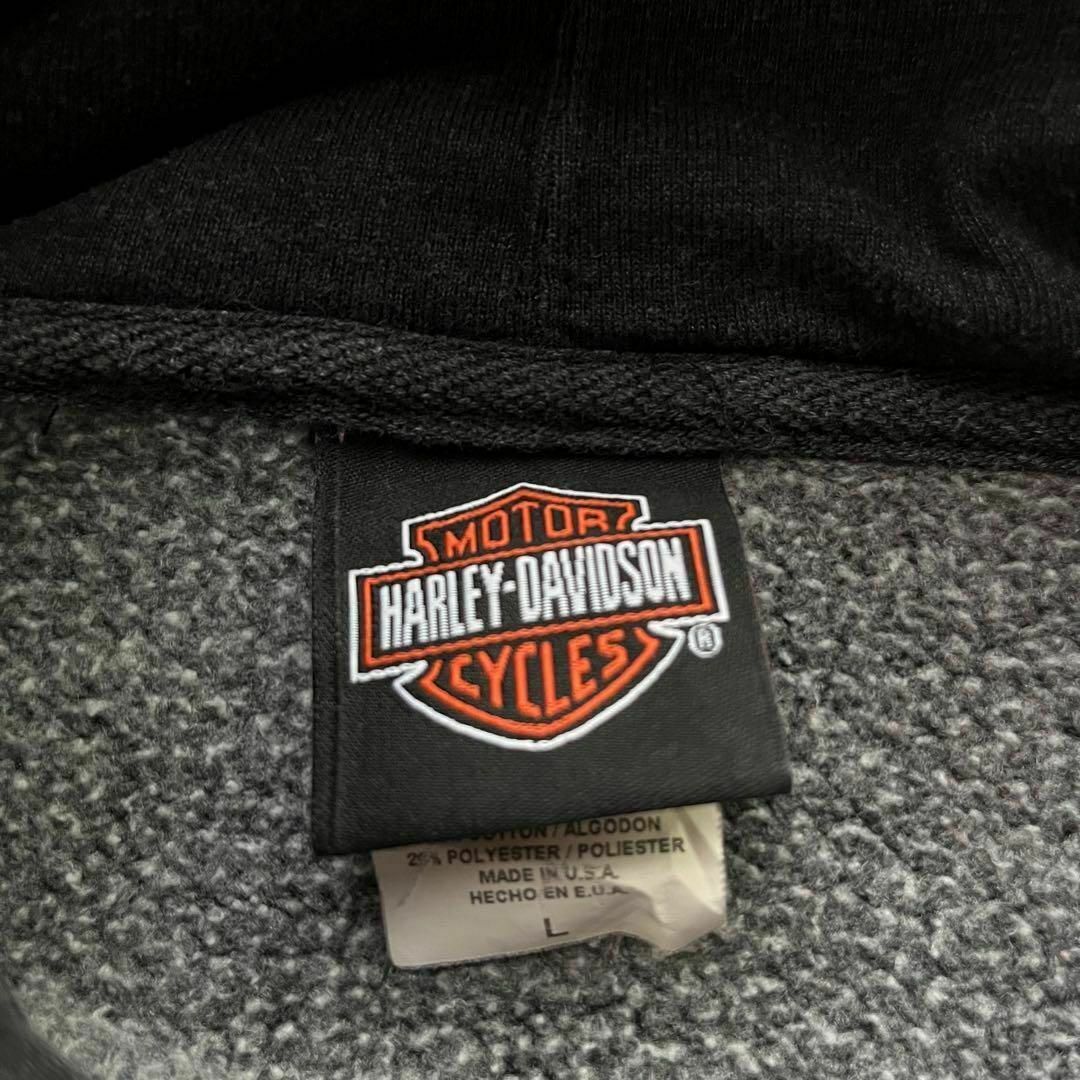 MOTOR
HARLEY-DAVIDSON
CYCLES
®
COTTON / ALGODON
POLYESTER / POLIESTER
MADE IN U.S.A.
HECHO EN E.U.A.
L